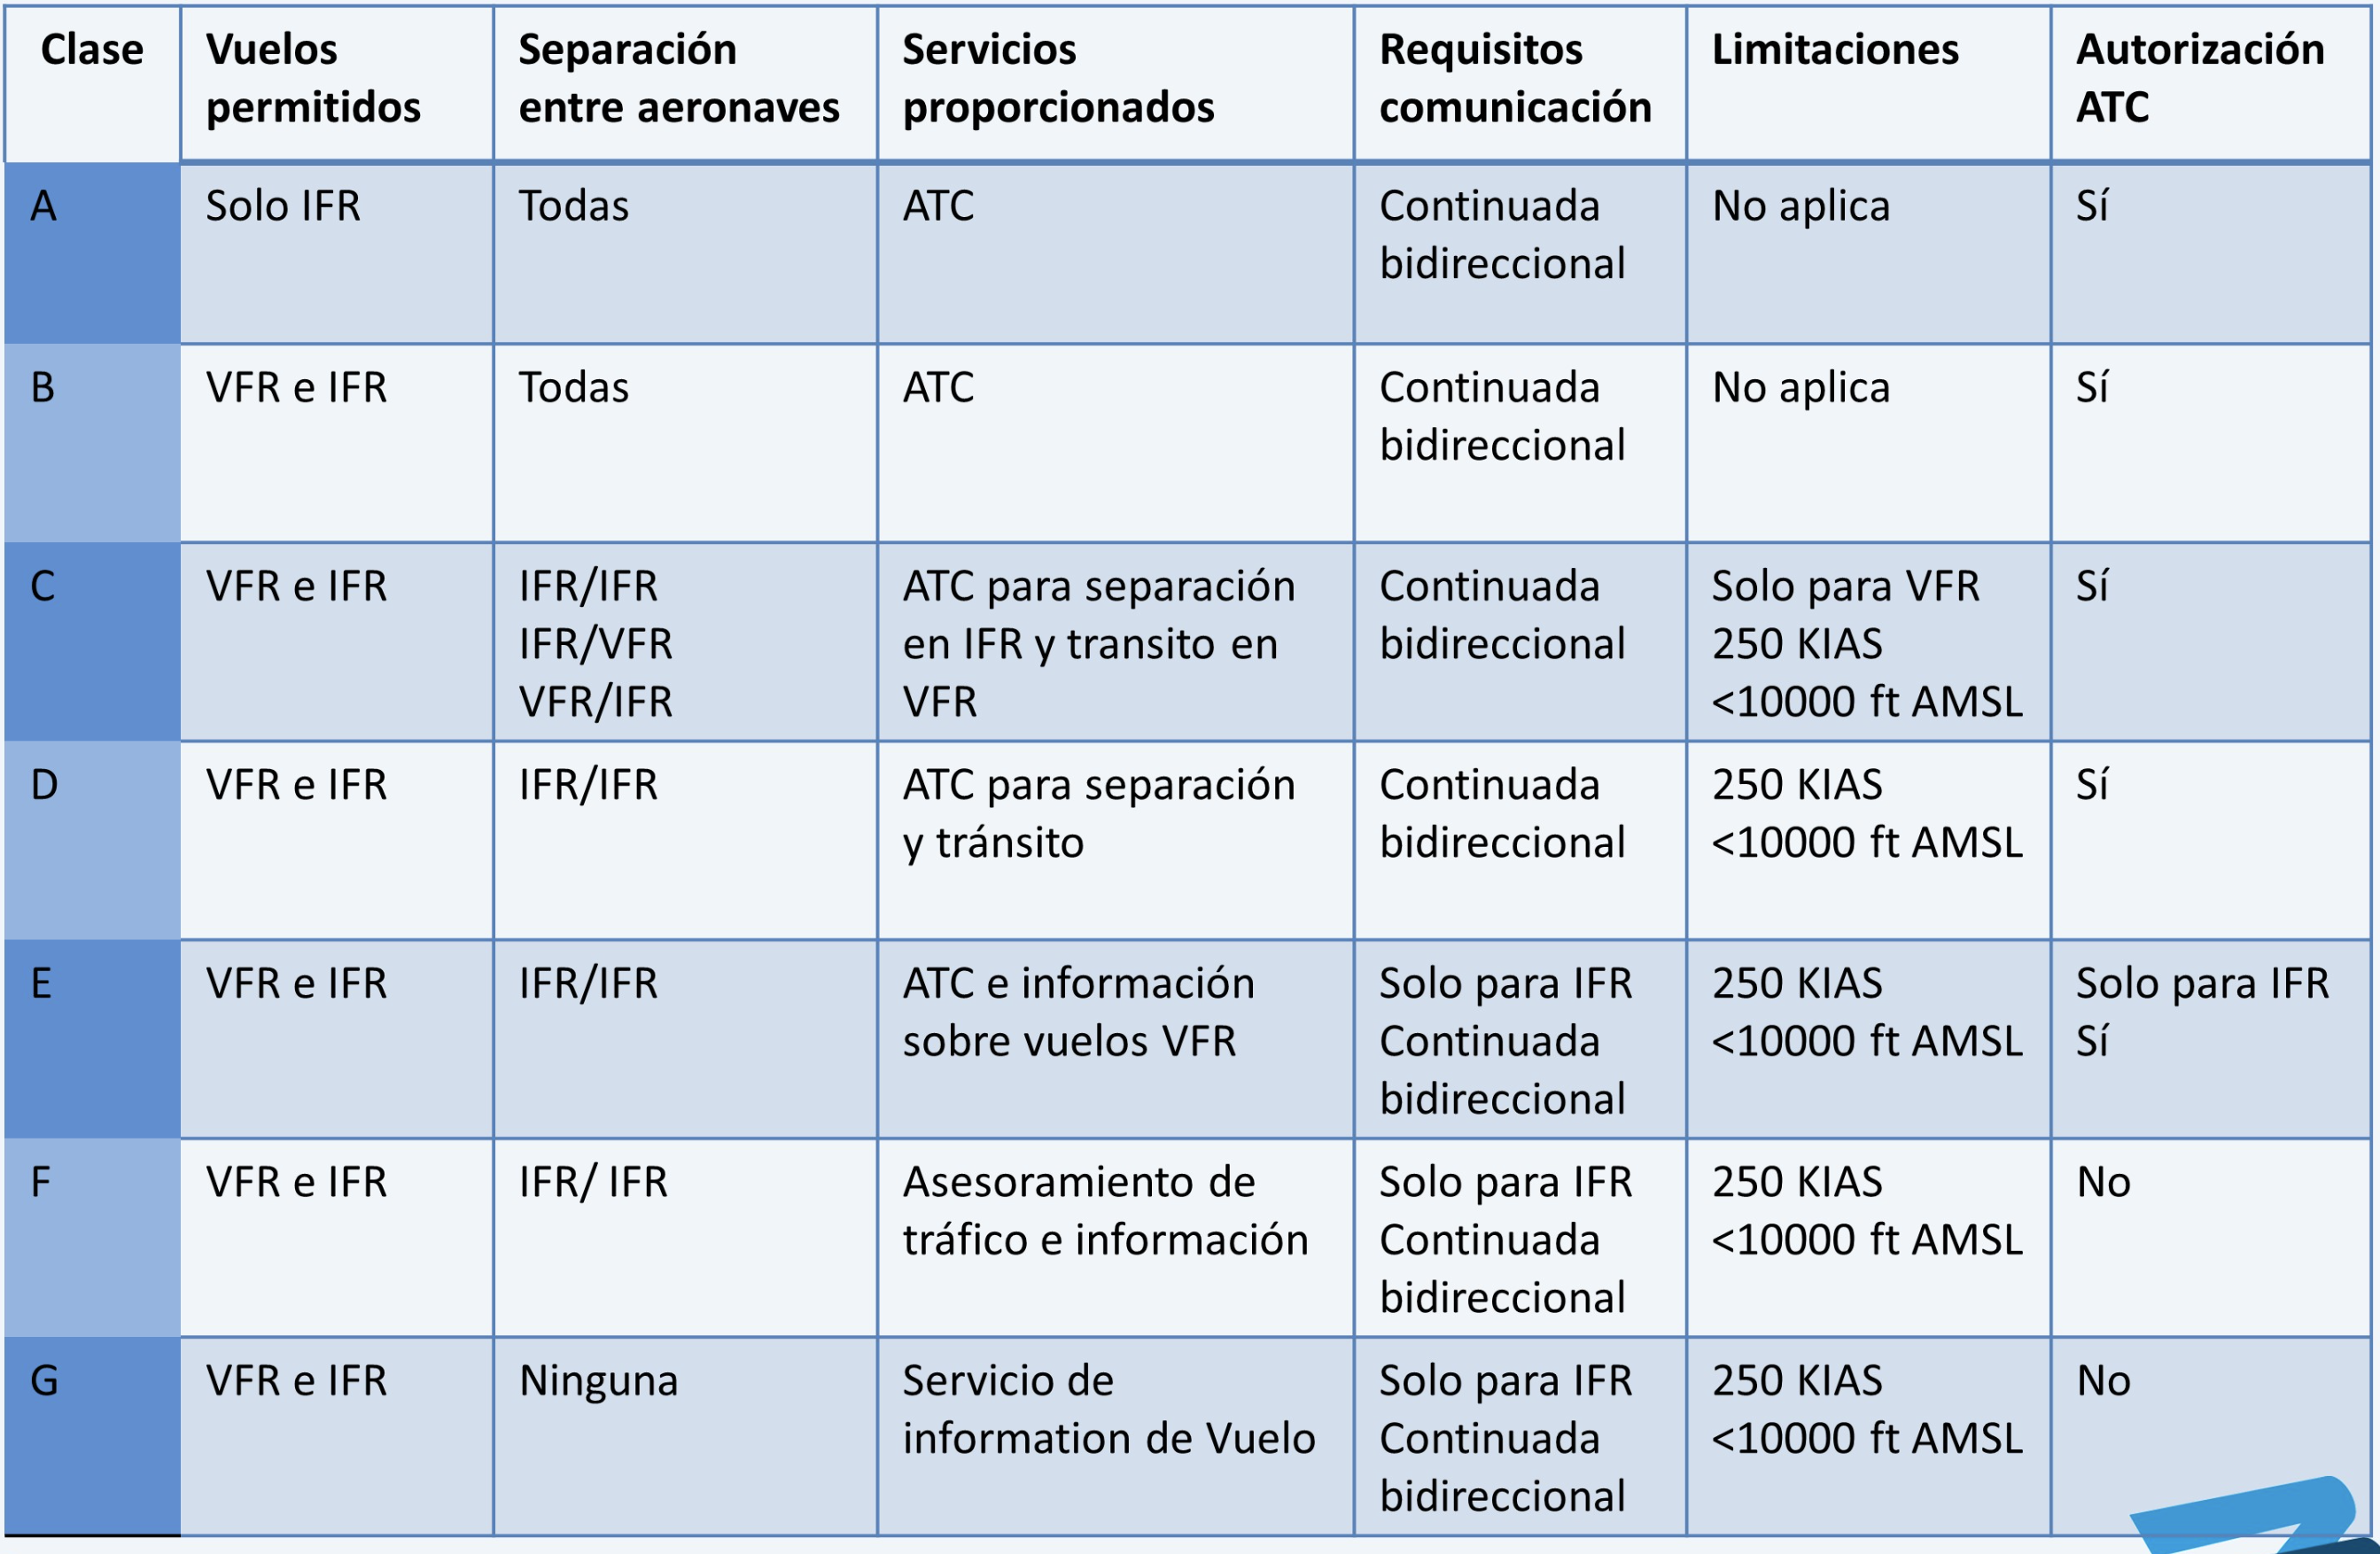 Clase
Vuelos
permitidos
Separación
entre aeronaves
Servicios
proporcionados
Requisitos
comunicación
Limitaciones
Autorización
ATC
A
Solo IFR
Todas
ATC
Continuada
bidireccional
No aplica
Sí
B
VFR e IFR
Todas
ATC
Continuada
bidireccional
No aplica
Sí
C
VFR e IFR
IFR/IFR
IFR/VFR
VFR/IFR
ATC para separación
en IFR y transito en
VFR
Continuada
bidireccional
Solo para VFR
250 KIAS
<10000 ft AMSL
Sí
D
VFR e IFR
IFR/IFR
ATC para separación
y tránsito
Continuada
bidireccional
250 KIAS
<10000 ft AMSL
Sí
E
VFR e IFR
IFR/IFR
ATC e información
sobre vuelos VFR
Solo para IFR
Continuada
bidireccional
250 KIAS
<10000 ft AMSL
Solo para IFR
Sí
F
VFR e IFR
IFR/ IFR
Asesoramiento de
tráfico e información
Solo para IFR
Continuada
bidireccional
250 KIAS
<10000 ft AMSL
No
G
VFR e IFR
Ninguna
Servicio de
information de Vuelo
Solo para IFR
Continuada
bidireccional
250 KIAS
<10000 ft AMSL
No